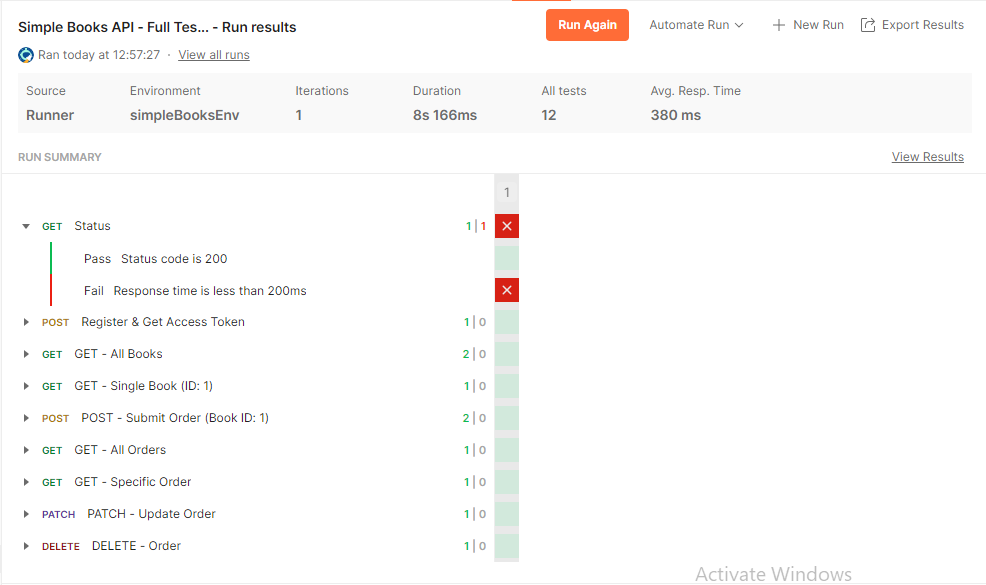 Simple Books API - Full Tes... - Run results
Run Again
Automate Run
New Run
Export Results
Ran today at 12:57:27 · View all runs
Source Environment Iterations Duration All tests Avg. Resp. Time
Runner simpleBooksEnv 1 8s 166ms 12 380 ms
RUN SUMMARY View Results
1
GET Status 1 | 1
Pass Status code is 200
Fail Response time is less than 200ms
POST Register & Get Access Token 1 | 0
GET GET - All Books 2 | 0
GET GET - Single Book (ID: 1) 1 | 0
POST POST - Submit Order (Book ID: 1) 2 | 0
GET GET - All Orders 1 | 0
GET GET - Specific Order 1 | 0
PATCH PATCH - Update Order 1 | 0
DELETE DELETE - Order 1 | 0
Activate Windows